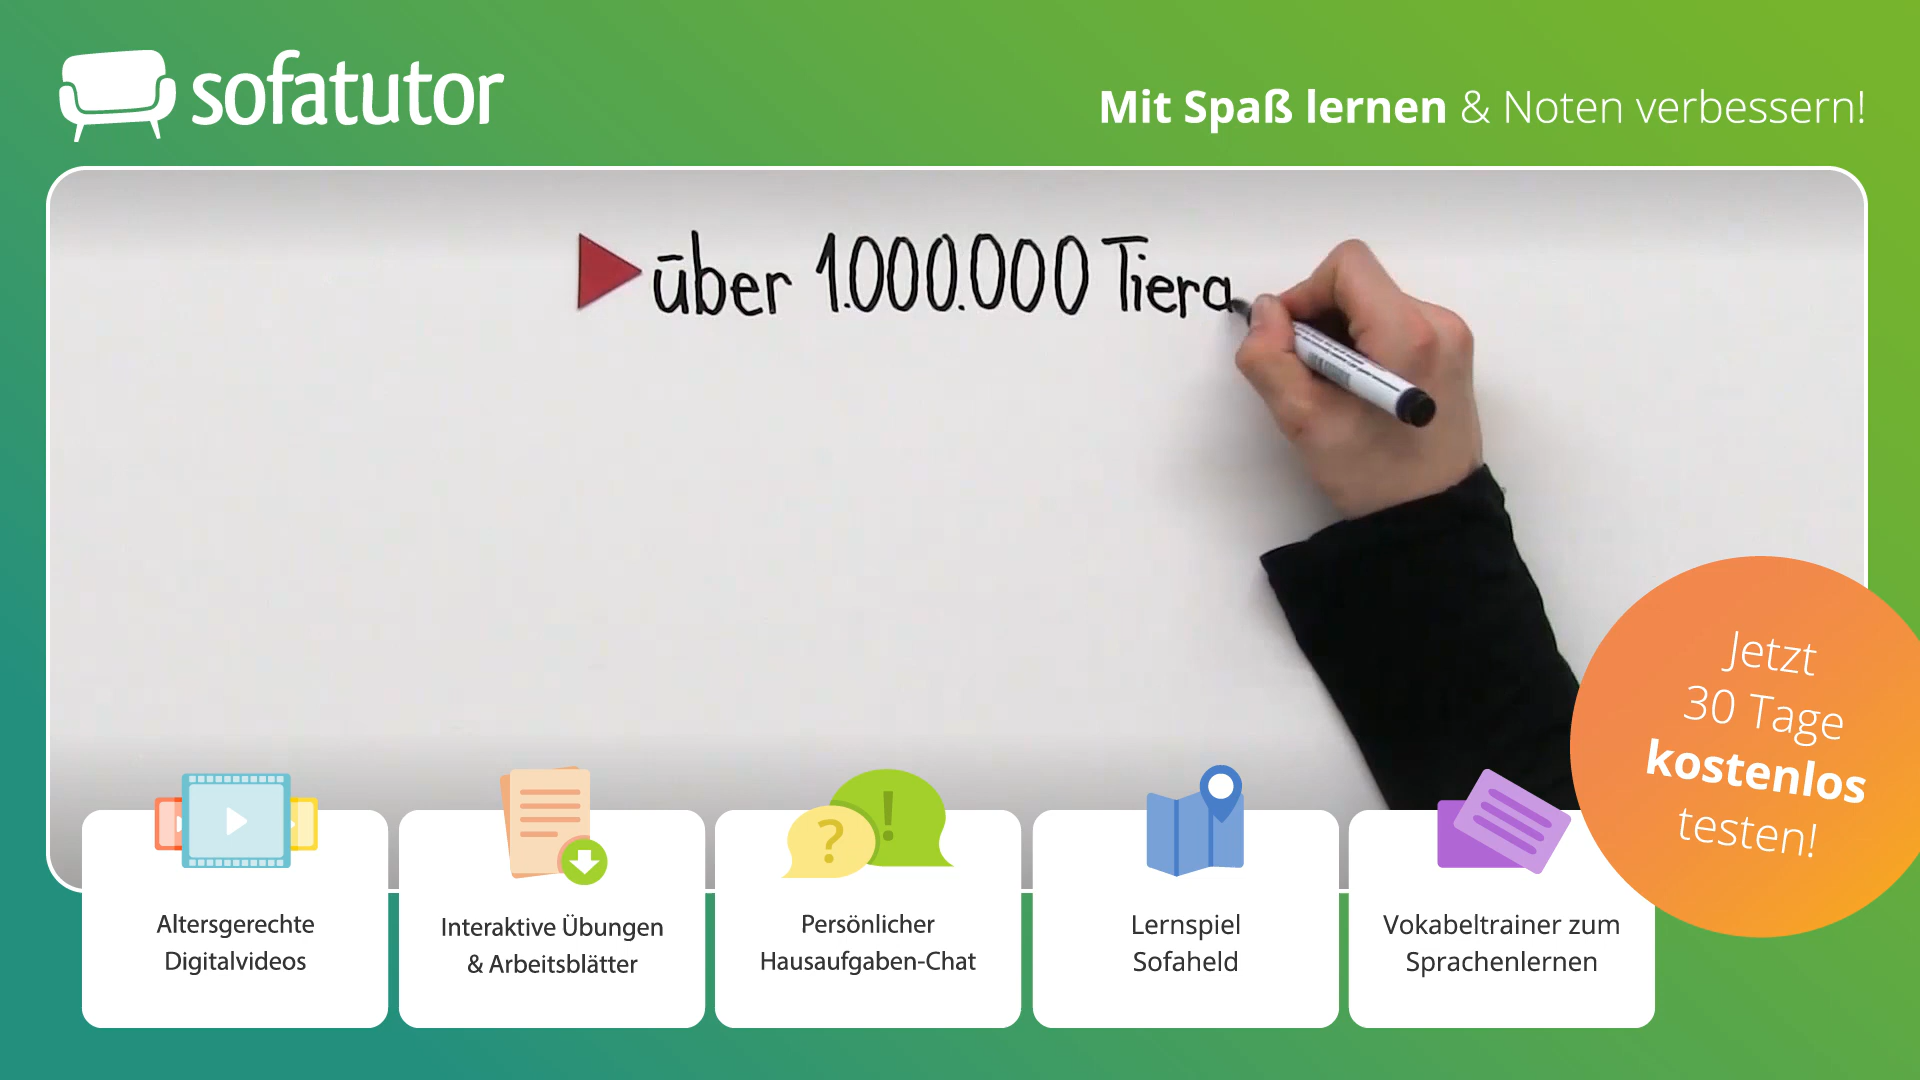 sofatutor
Mit Spaß lernen & Noten verbessern!
über 1.000.000 Tiera
Jetzt
30 Tage
kostenlos
testen!
?
!
Altersgerechte
Digitalvideos
Interaktive Übungen
& Arbeitsblätter
Persönlicher
Hausaufgaben-Chat
Lernspiel
Sofaheld
Vokabeltrainer zum
Sprachenlernen